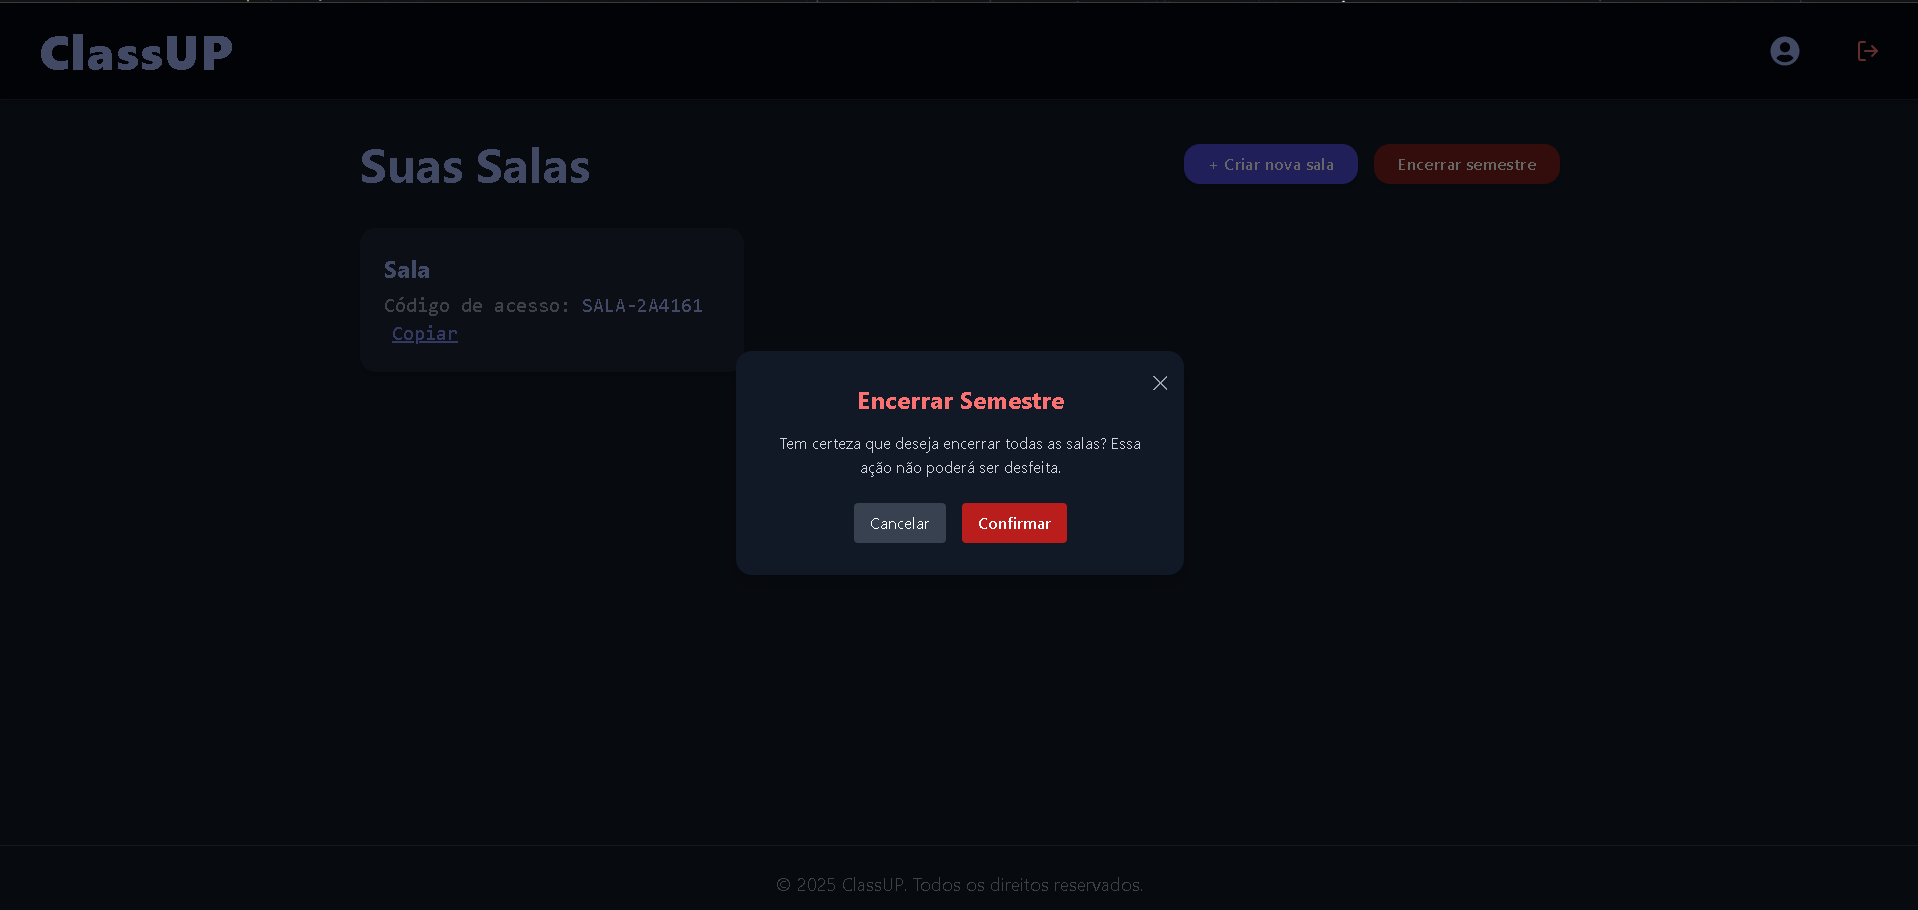 ClassUP
Suas Salas
+ Criar nova sala
Encerrar semestre
Sala
Código de acesso: SALA-2A4161
Copiar
Encerrar Semestre
Tem certeza que deseja encerrar todas as salas? Essa
ação não poderá ser desfeita.
Cancelar
Confirmar
© 2025 ClassUP. Todos os direitos reservados.